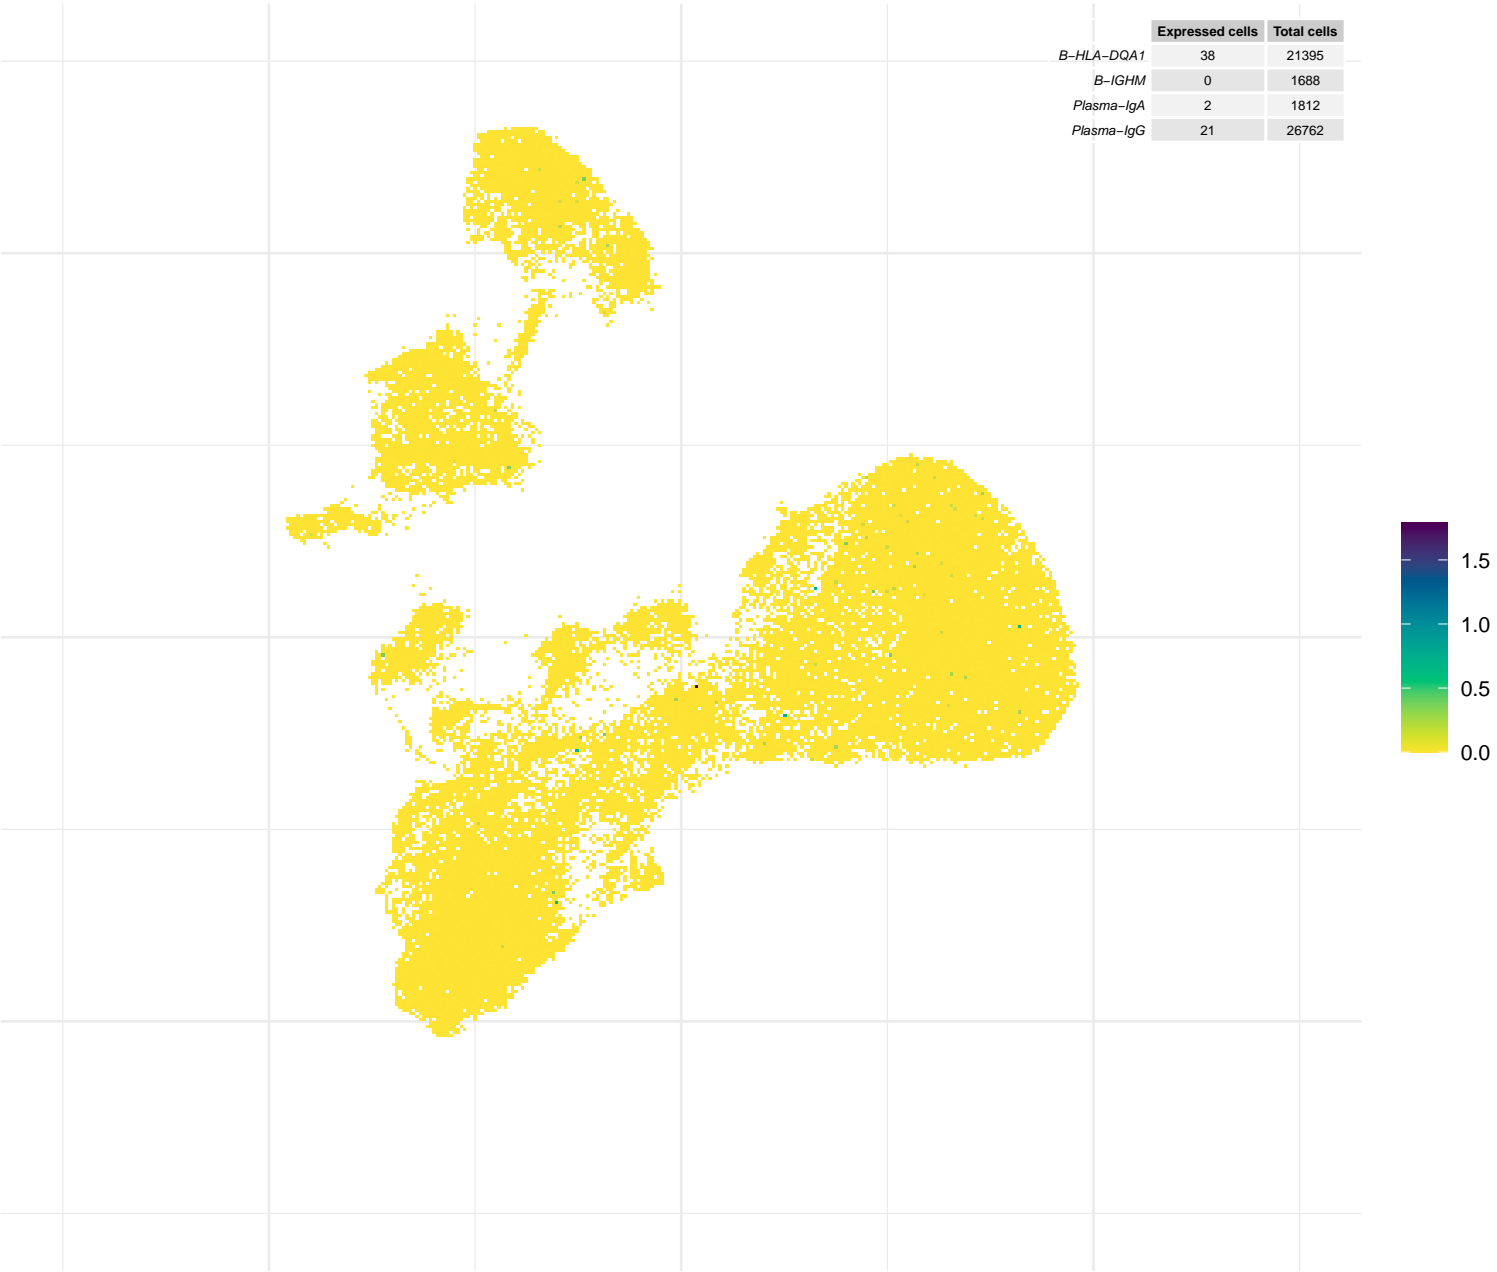 Expressed cells Total cells
B−HLA−DQA1 38 21395
B−IGHM 0 1688
Plasma−IgA 2 1812
Plasma−IgG 21 26762
1.5
1.0
0.5
0.0